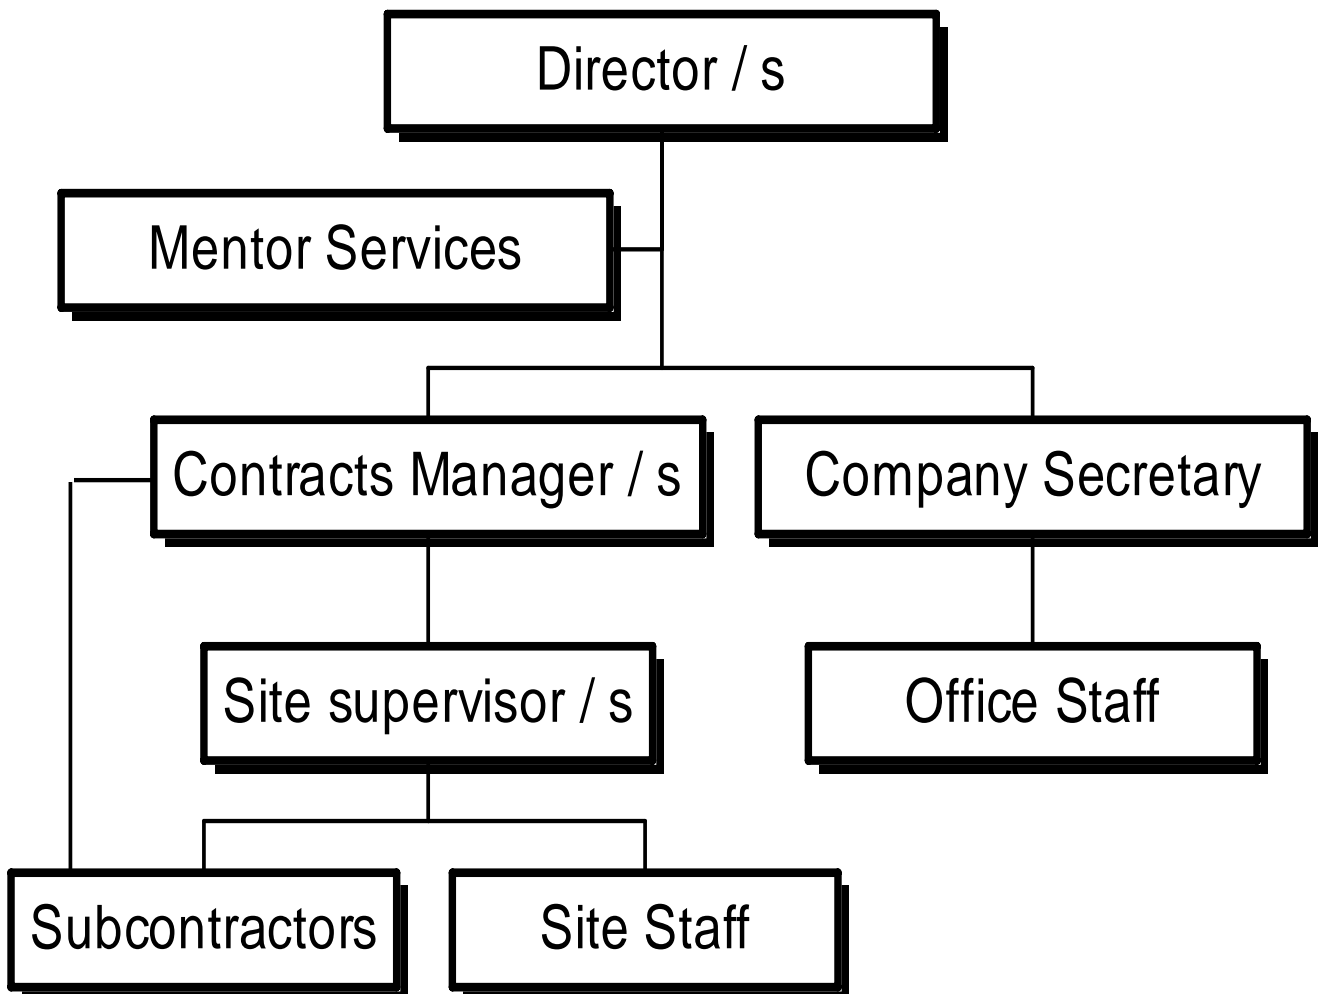 Director / s
Mentor Services
Contracts Manager / s
Company Secretary
Site supervisor / s
Office Staff
Subcontractors
Site Staff